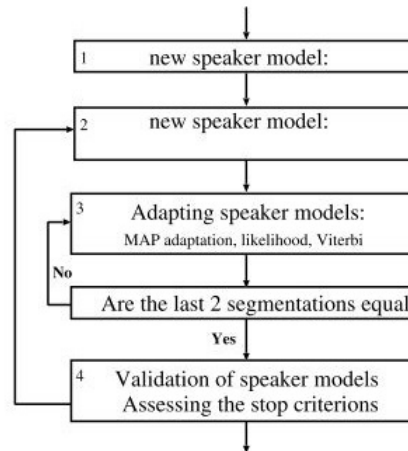 1
new speaker model:
2
new speaker model:
3
Adapting speaker models:
MAP adaptation, likelihood, Viterbi
No
Are the last 2 segmentations equal
Yes
4
Validation of speaker models
Assessing the stop criterions